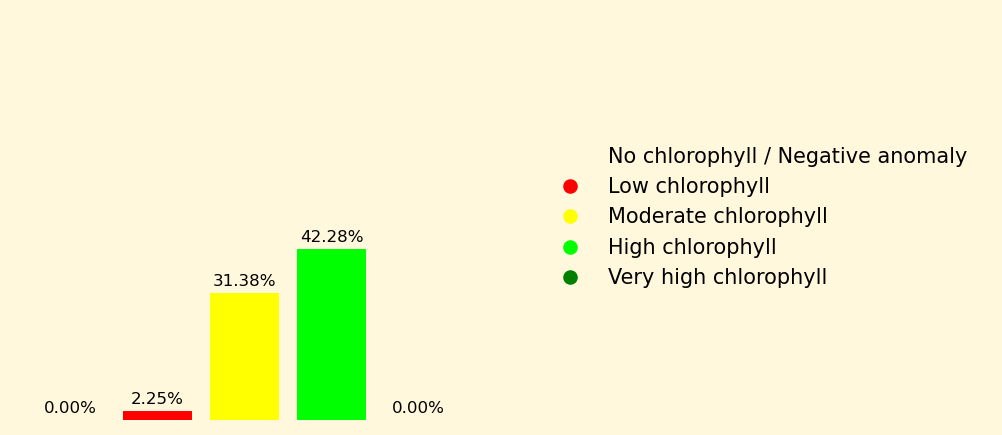 42.28%
31.38%
2.25%
0.00%
0.00%
No chlorophyll / Negative anomaly
Low chlorophyll
Moderate chlorophyll
High chlorophyll
Very high chlorophyll